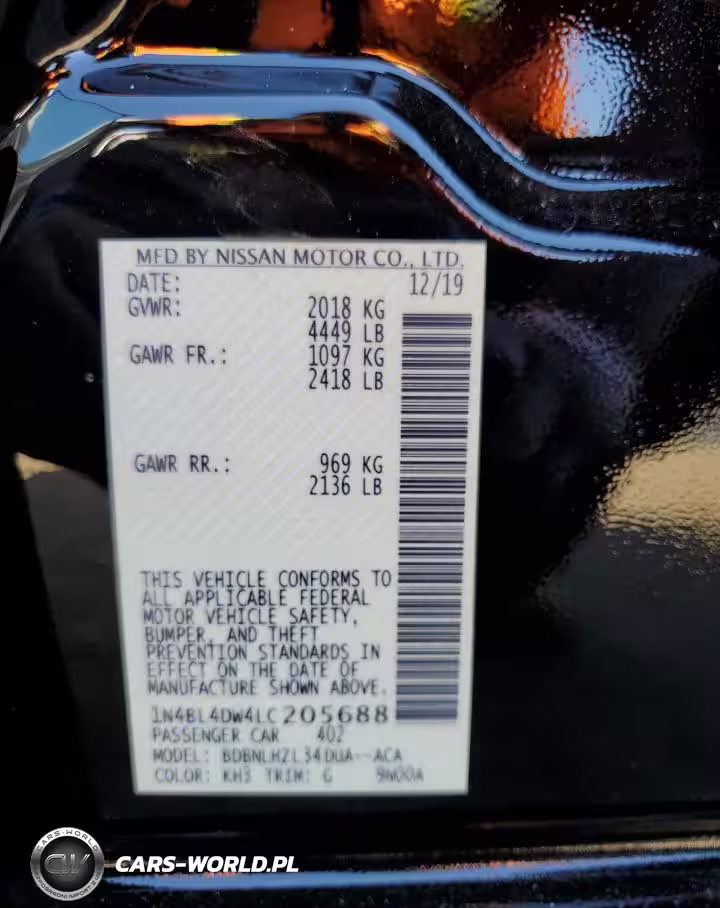 MFD BY NISSAN MOTOR CO., LTD.
DATE: 12/19
GVWR: 2018 KG
4449 LB
GAWR FR.: 1097 KG
2418 LB
GAWR RR.: 969 KG
2136 LB
THIS VEHICLE CONFORMS TO
ALL APPLICABLE FEDERAL
MOTOR VEHICLE SAFETY,
BUMPER, AND THEFT
PREVENTION STANDARDS IN
EFFECT ON THE DATE OF
MANUFACTURE SHOWN ABOVE.
1N4BL4DW4LC205688
PASSENGER CAR 402
MODEL: BDBNLHZL34DUA--ACA
COLOR: KH3 TRIM: G 9N00A
CARS-WORLD
CW
CARS-WORLD.PL